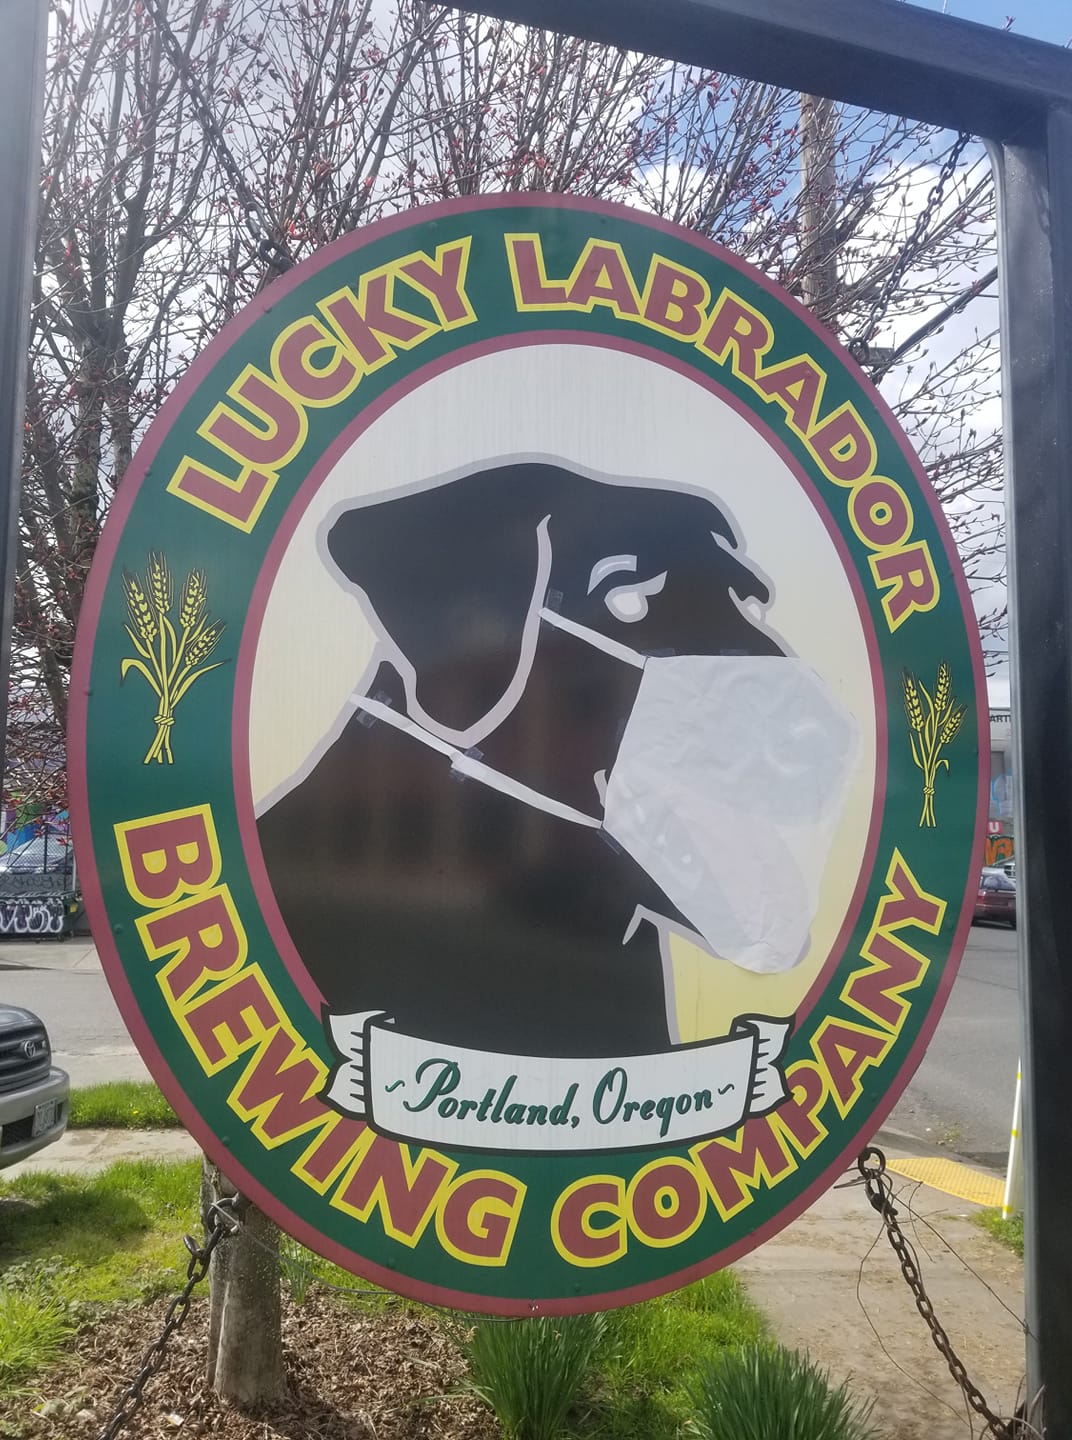 LUCKY LABRADOR
BREWING COMPANY
~Portland, Oregon~